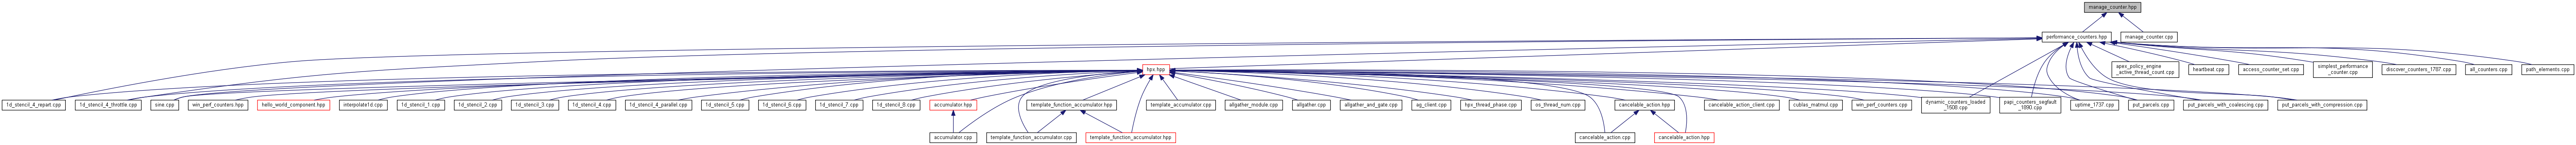 manage_counter.hpp
performance_counters.hpp
manage_counter.cpp
hpx.hpp
apex_policy_engine
_active_thread_count.cpp
heartbeat.cpp
access_counter_set.cpp
simplest_performance
_counter.cpp
discover_counters_1787.cpp
all_counters.cpp
path_elements.cpp
1d_stencil_4_repart.cpp
1d_stencil_4_throttle.cpp
sine.cpp
win_perf_counters.hpp
hello_world_component.hpp
interpolate1d.cpp
1d_stencil_1.cpp
1d_stencil_2.cpp
1d_stencil_3.cpp
1d_stencil_4.cpp
1d_stencil_4_parallel.cpp
1d_stencil_5.cpp
1d_stencil_6.cpp
1d_stencil_7.cpp
1d_stencil_8.cpp
accumulator.hpp
template_function_accumulator.hpp
template_accumulator.cpp
allgather_module.cpp
allgather.cpp
allgather_and_gate.cpp
ag_client.cpp
hpx_thread_phase.cpp
os_thread_num.cpp
cancelable_action.hpp
cancelable_action_client.cpp
cublas_matmul.cpp
win_perf_counters.cpp
dynamic_counters_loaded
_1508.cpp
papi_counters_segfault
_1890.cpp
uptime_1737.cpp
put_parcels.cpp
put_parcels_with_coalescing.cpp
put_parcels_with_compression.cpp
accumulator.cpp
template_function_accumulator.cpp
template_function_accumulator.hpp
cancelable_action.cpp
cancelable_action.hpp